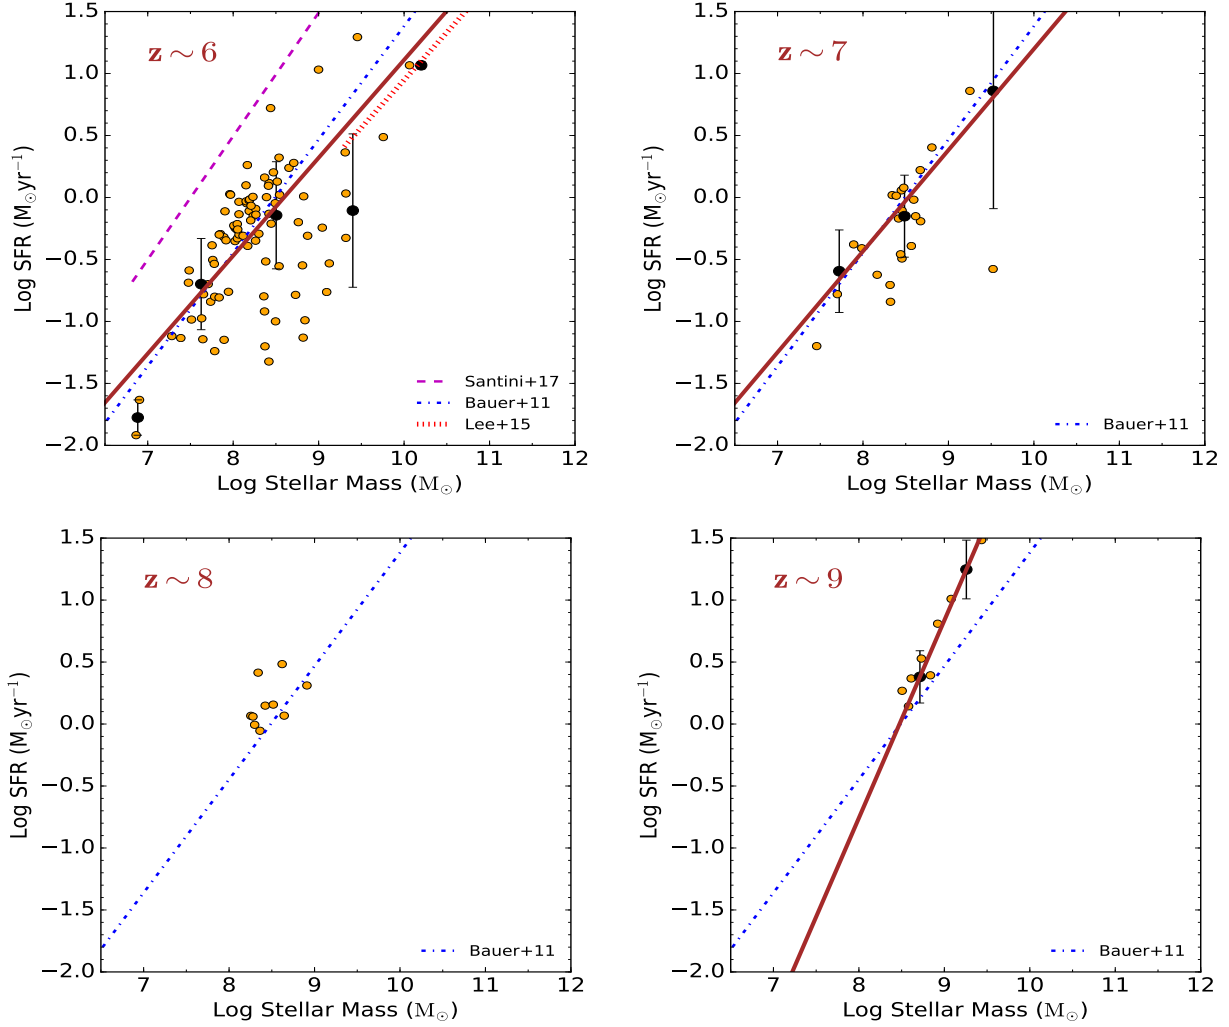 z ∼ 6
1.5
1.0
0.5
0.0
−0.5
−1.0
−1.5
−2.0
Log SFR (M⊙yr⁻¹)
Santini+17
Bauer+11
Lee+15
7 8 9 10 11 12
Log Stellar Mass (M⊙)
z ∼ 7
1.5
1.0
0.5
0.0
−0.5
−1.0
−1.5
−2.0
Log SFR (M⊙yr⁻¹)
Bauer+11
7 8 9 10 11 12
Log Stellar Mass (M⊙)
z ∼ 8
1.5
1.0
0.5
0.0
−0.5
−1.0
−1.5
−2.0
Log SFR (M⊙yr⁻¹)
Bauer+11
7 8 9 10 11 12
Log Stellar Mass (M⊙)
z ∼ 9
1.5
1.0
0.5
0.0
−0.5
−1.0
−1.5
−2.0
Log SFR (M⊙yr⁻¹)
Bauer+11
7 8 9 10 11 12
Log Stellar Mass (M⊙)